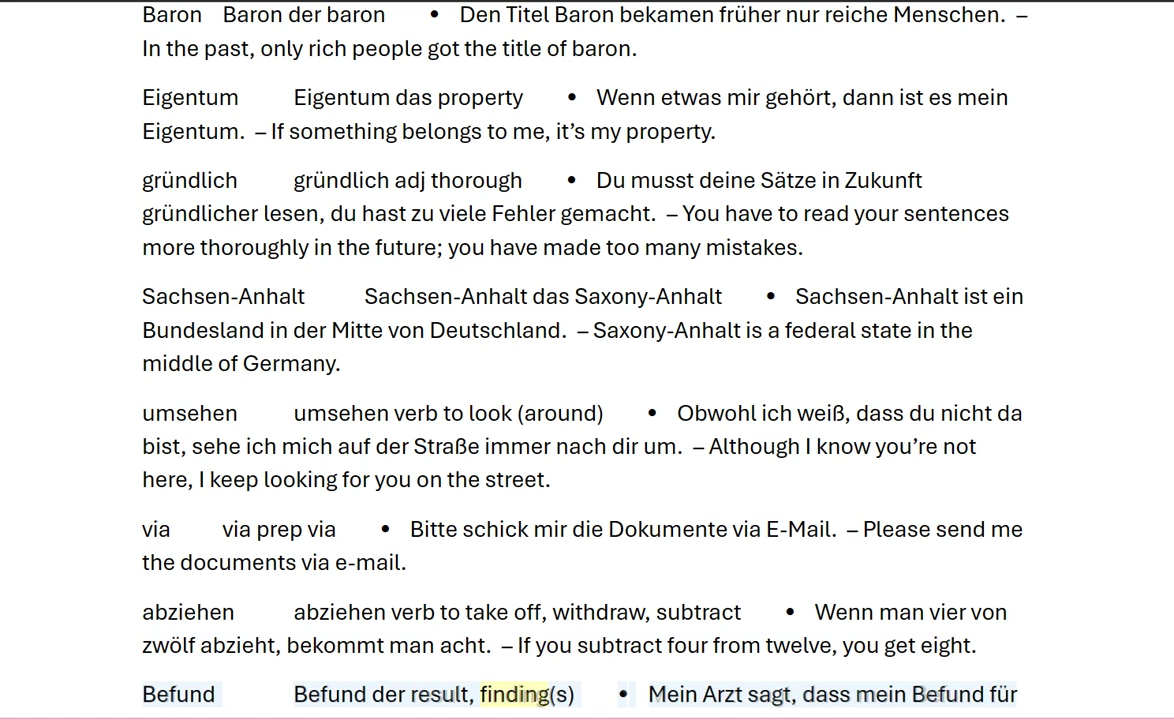 Baron Baron der baron • Den Titel Baron bekamen früher nur reiche Menschen. –
In the past, only rich people got the title of baron.
Eigentum Eigentum das property • Wenn etwas mir gehört, dann ist es mein
Eigentum. – If something belongs to me, it’s my property.
gründlich gründlich adj thorough • Du musst deine Sätze in Zukunft
gründlicher lesen, du hast zu viele Fehler gemacht. – You have to read your sentences
more thoroughly in the future; you have made too many mistakes.
Sachsen-Anhalt Sachsen-Anhalt das Saxony-Anhalt • Sachsen-Anhalt ist ein
Bundesland in der Mitte von Deutschland. – Saxony-Anhalt is a federal state in the
middle of Germany.
umsehen umsehen verb to look (around) • Obwohl ich weiß, dass du nicht da
bist, sehe ich mich auf der Straße immer nach dir um. – Although I know you’re not
here, I keep looking for you on the street.
via via prep via • Bitte schick mir die Dokumente via E-Mail. – Please send me
the documents via e-mail.
abziehen abziehen verb to take off, withdraw, subtract • Wenn man vier von
zwölf abzieht, bekommt man acht. – If you subtract four from twelve, you get eight.
Befund Befund der result, finding(s) • Mein Arzt sagt, dass mein Befund für